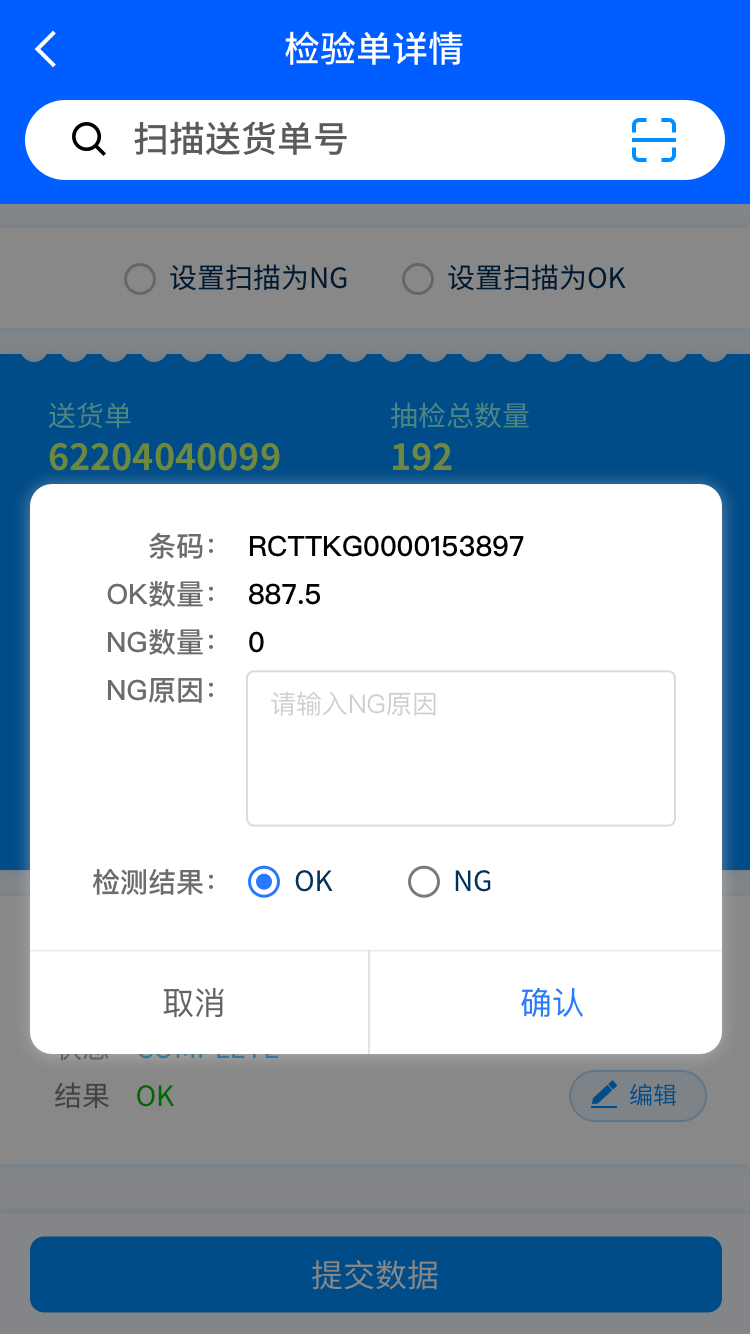 检验单详情
扫描送货单号
设置扫描为NG 设置扫描为OK
送货单 抽检总数量
62204040099 192
条码： RCTTKG0000153897
OK数量： 887.5
NG数量： 0
NG原因： 请输入NG原因
检测结果： OK NG
取消 确认
状态 COMPLETE
结果 OK 编辑
提交数据